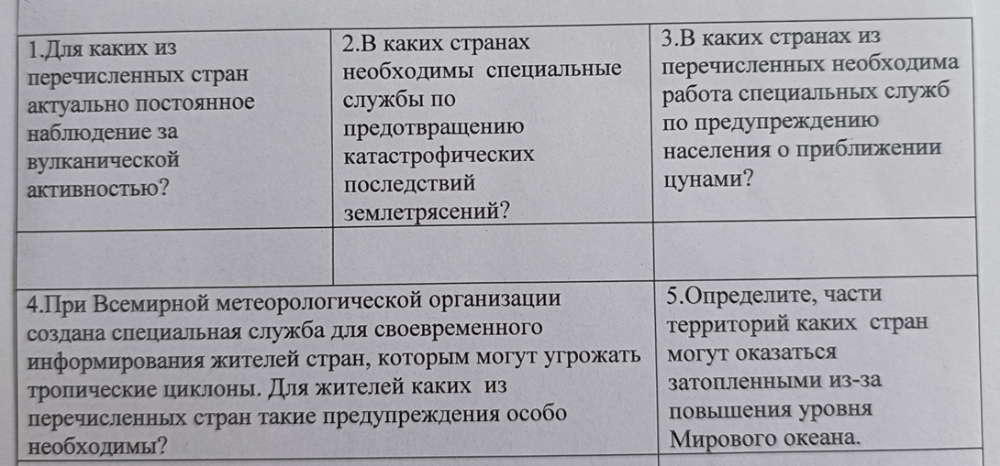 1.Для каких из
перечисленных стран
актуально постоянное
наблюдение за
вулканической
активностью?
2.В каких странах
необходимы специальные
службы по
предотвращению
катастрофических
последствий
землетрясений?
3.В каких странах из
перечисленных необходима
работа специальных служб
по предупреждению
населения о приближении
цунами?
4.При Всемирной метеорологической организации
создана специальная служба для своевременного
информирования жителей стран, которым могут угрожать
тропические циклоны. Для жителей каких из
перечисленных стран такие предупреждения особо
необходимы?
5.Определите, части
территорий каких стран
могут оказаться
затопленными из-за
повышения уровня
Мирового океана.